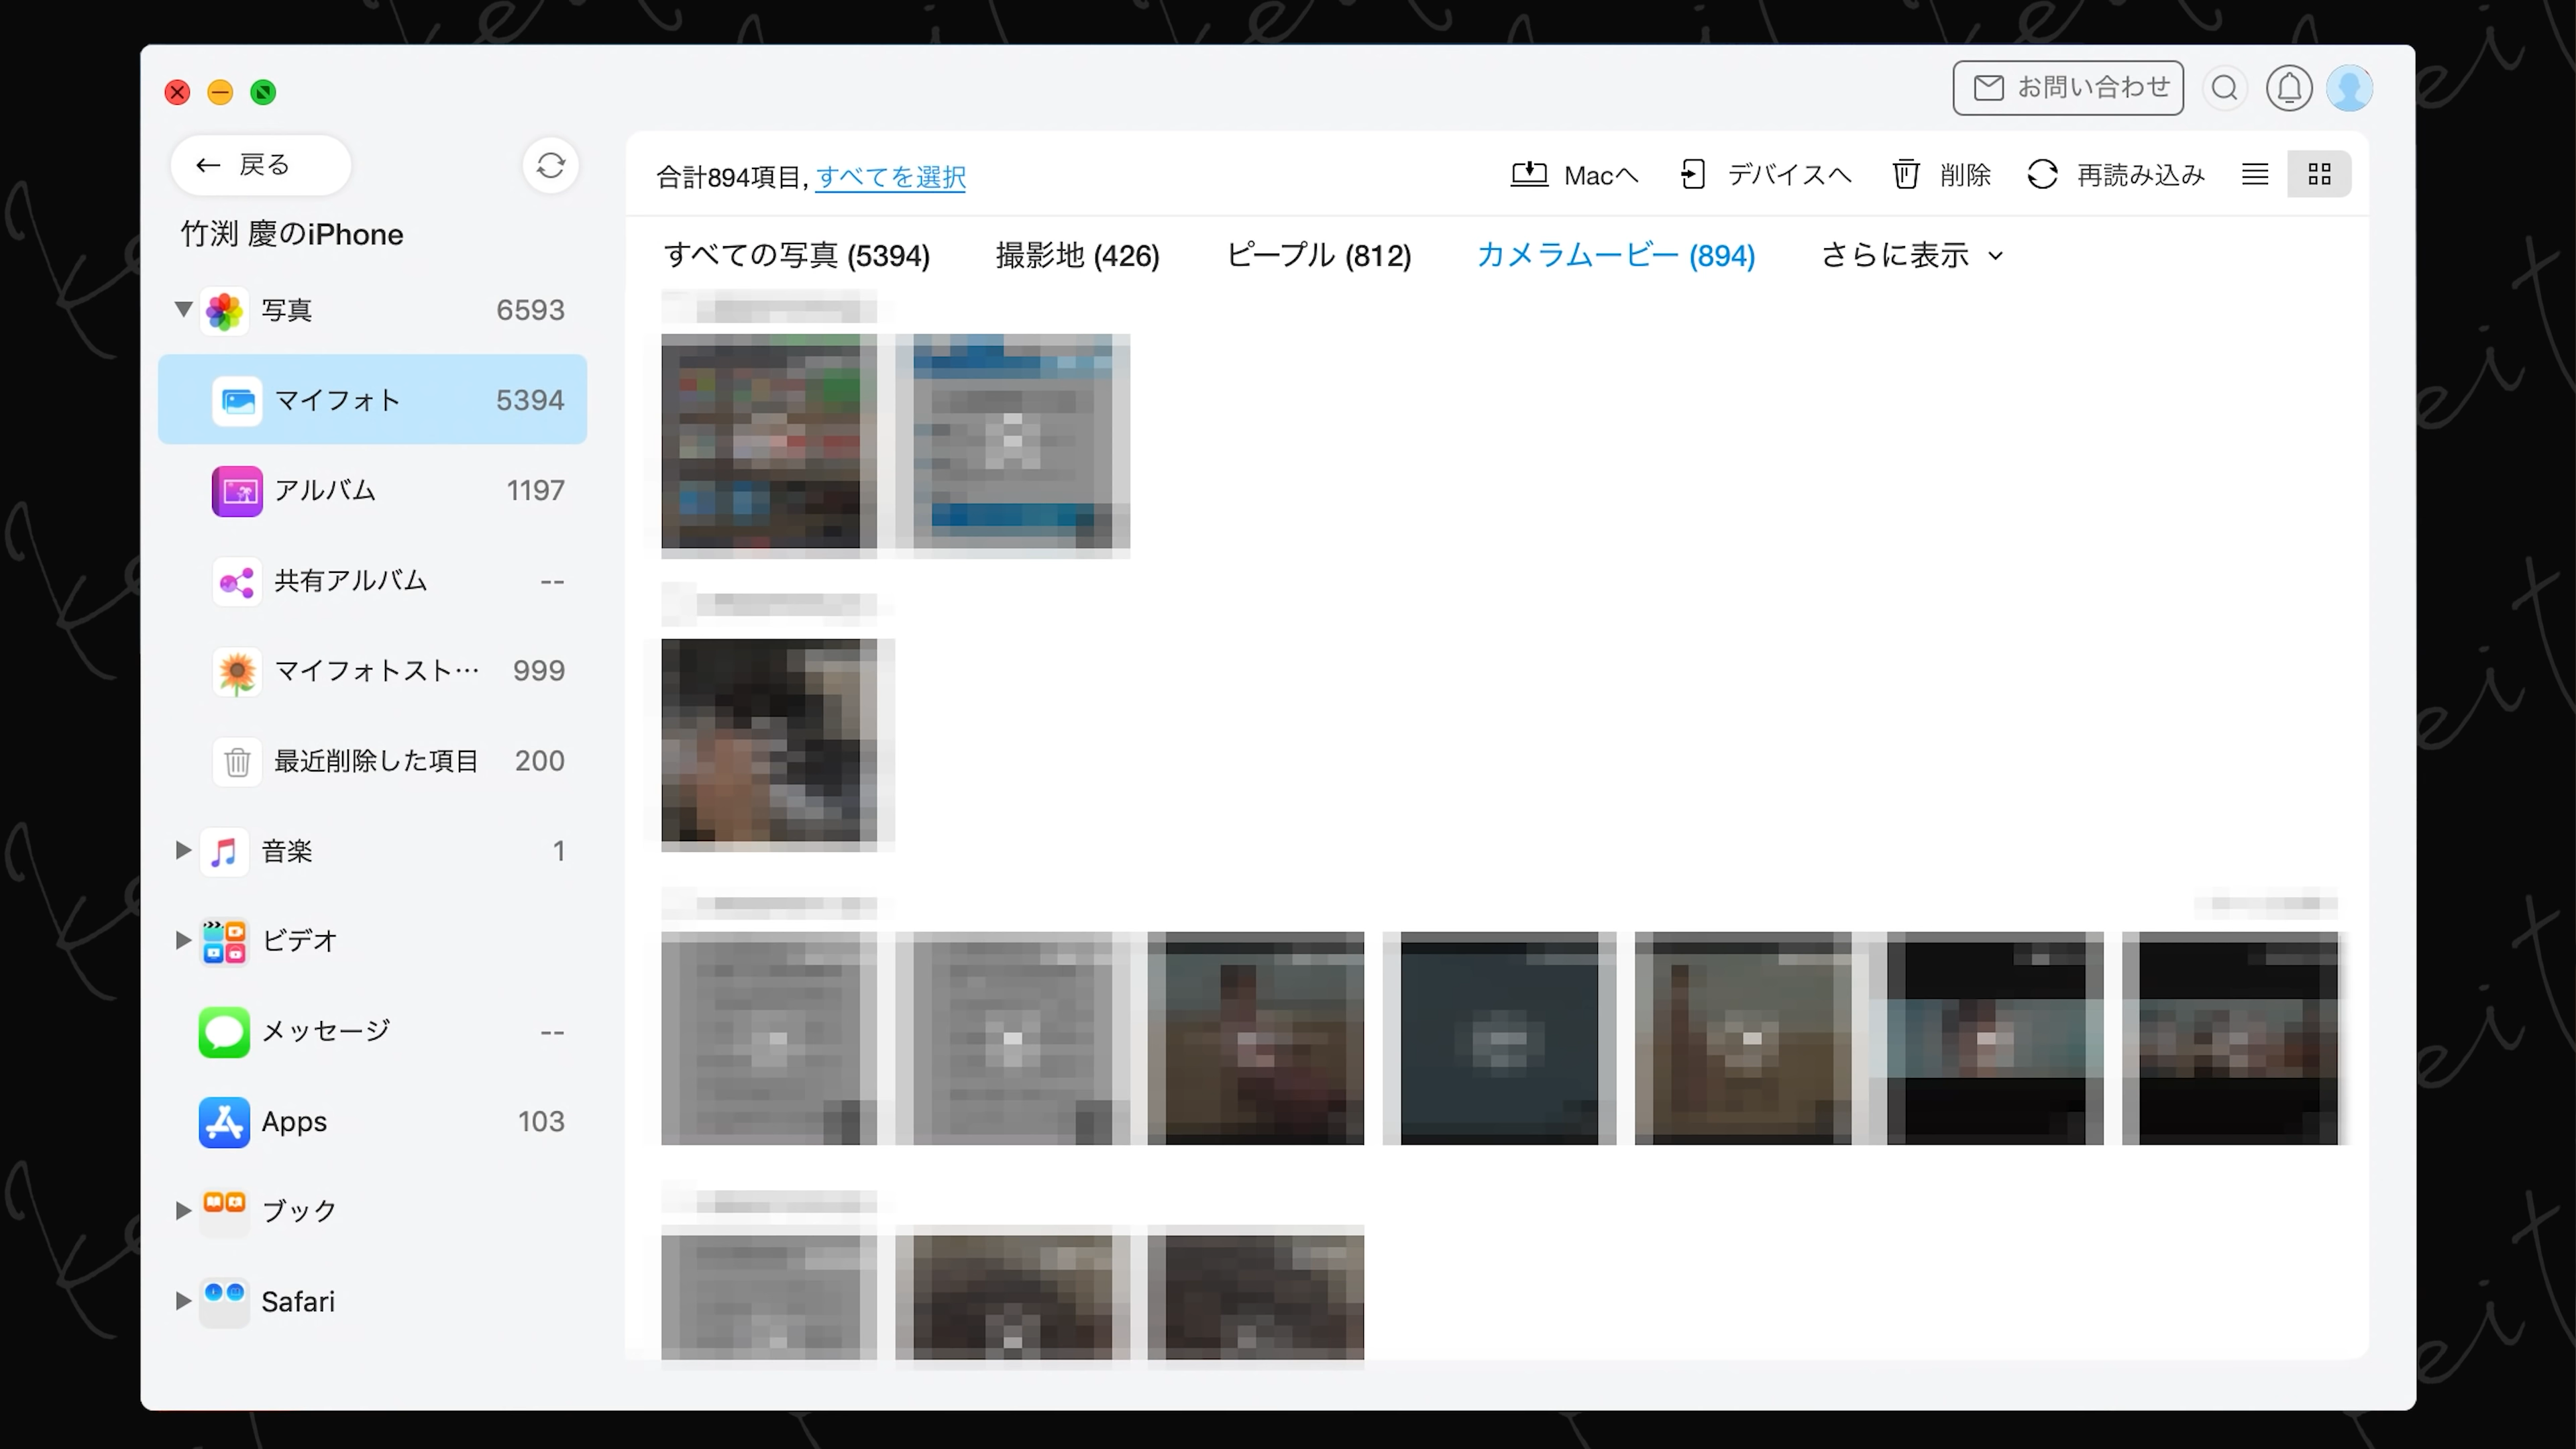 お問い合わせ
戻る
竹渕 慶のiPhone
写真 6593
マイフォト 5394
アルバム 1197
共有アルバム --
マイフォトスト… 999
最近削除した項目 200
音楽 1
ビデオ
メッセージ --
Apps 103
ブック
Safari
合計894項目, すべてを選択
Macへ デバイスへ 削除 再読み込み
すべての写真 (5394) 撮影地 (426) ピープル (812) カメラムービー (894) さらに表示